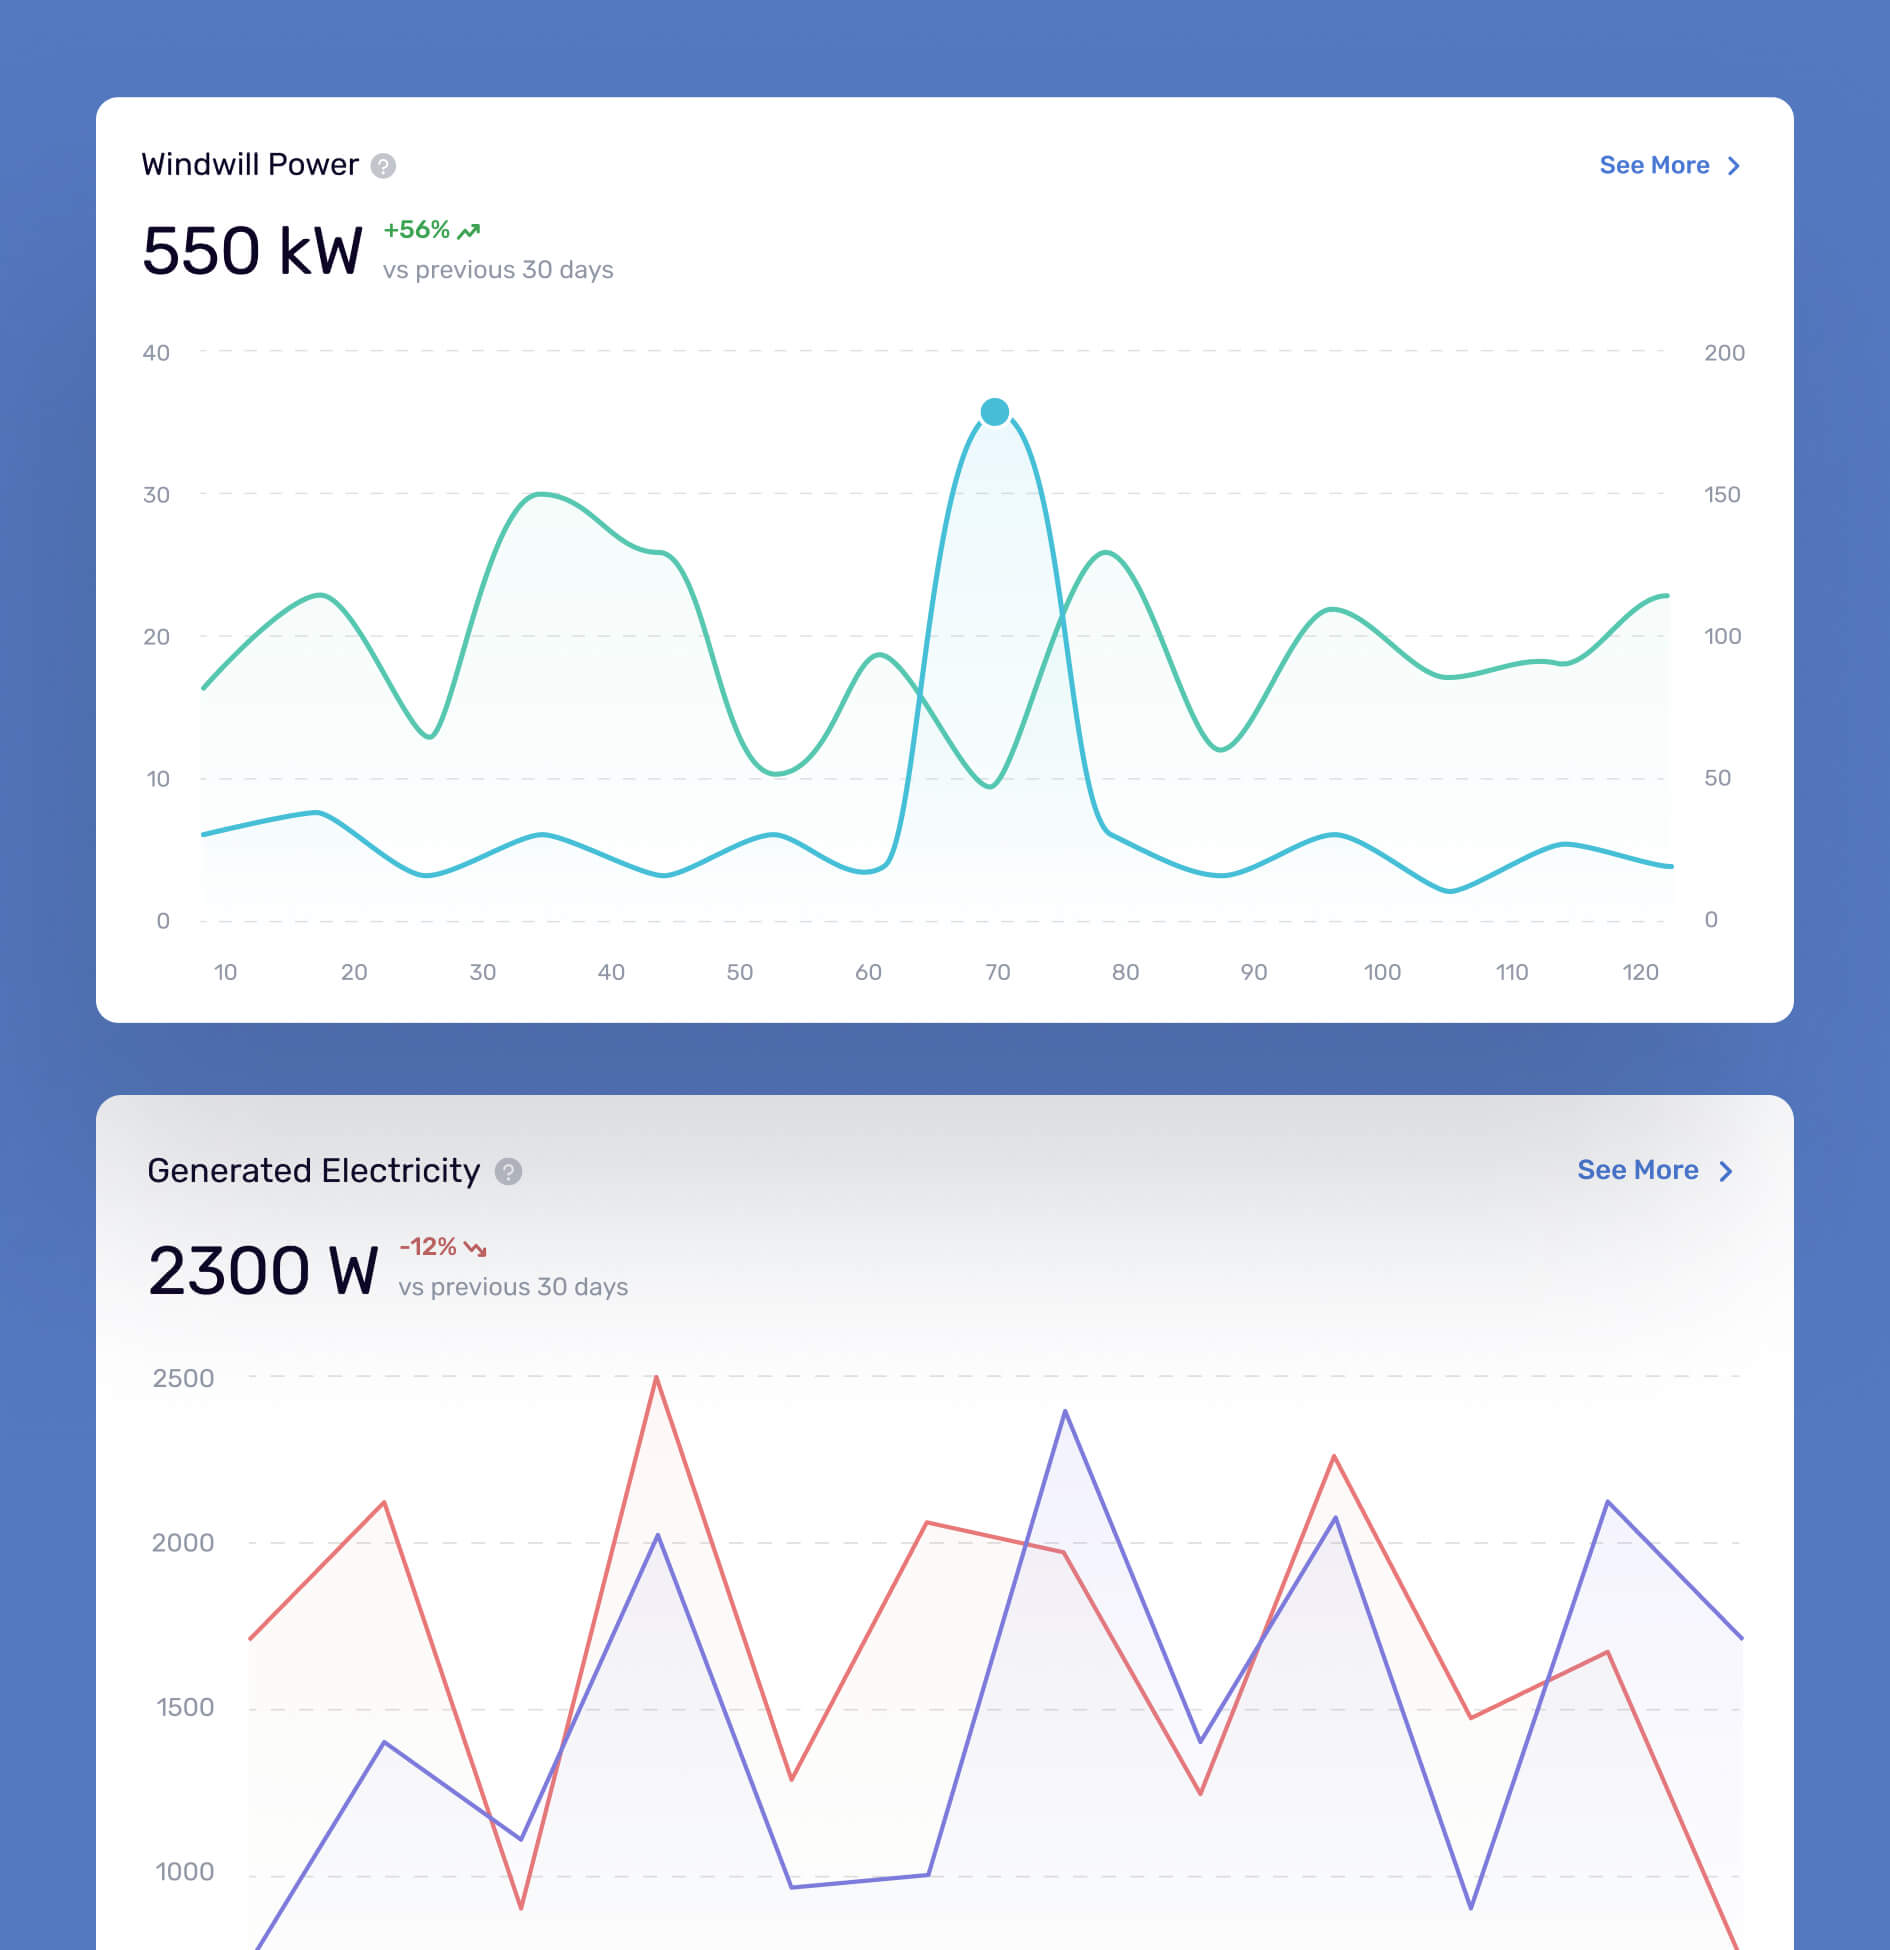 Windwill Power ?
See More
550 kW
+56%
vs previous 30 days
40
200
30
150
20
100
10
50
0
0
10 20 30 40 50 60 70 80 90 100 110 120
Generated Electricity ?
See More
2300 W
-12%
vs previous 30 days
2500
2000
1500
1000